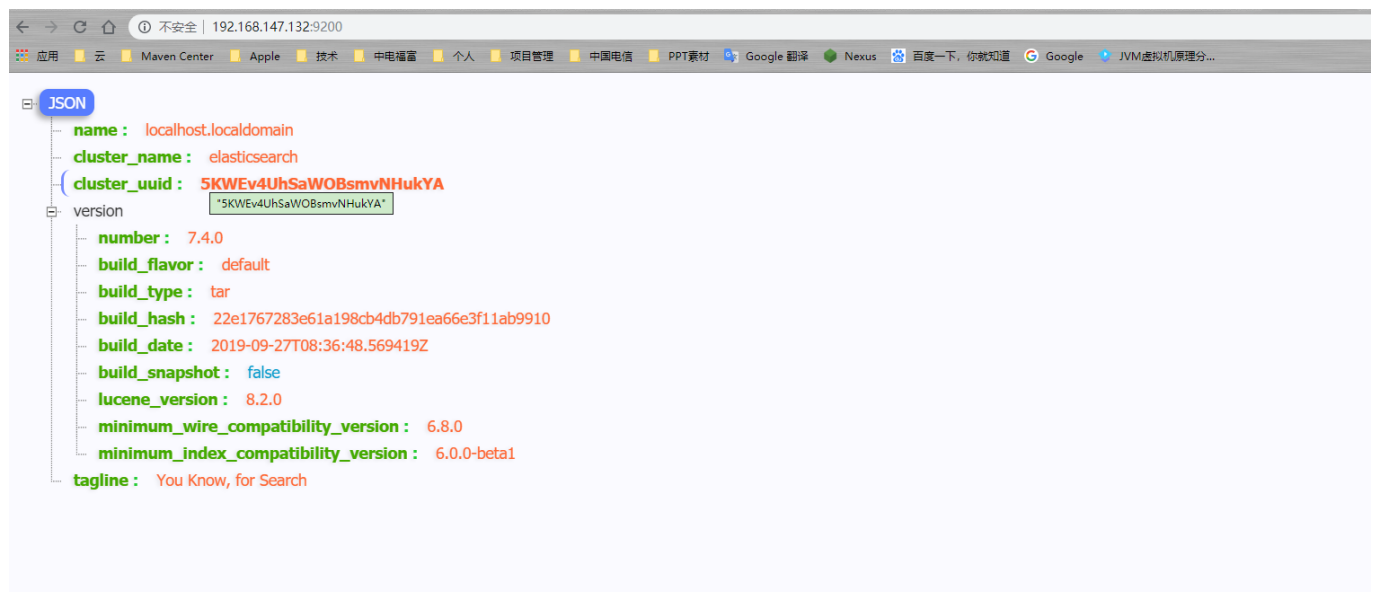 不安全 | 192.168.147.132:9200
应用 云 Maven Center Apple 技术 中电福富 个人 项目管理 中国电信 PPT素材 Google 翻译 Nexus 百度一下，你就知道 Google JVM虚拟机原理分...
JSON
name : localhost.localdomain
cluster_name : elasticsearch
cluster_uuid : 5KWEv4UhSaWOBsmvNHukYA
"5KWEv4UhSaWOBsmvNHukYA"
version
number : 7.4.0
build_flavor : default
build_type : tar
build_hash : 22e1767283e61a198cb4db791ea66e3f11ab9910
build_date : 2019-09-27T08:36:48.569419Z
build_snapshot : false
lucene_version : 8.2.0
minimum_wire_compatibility_version : 6.8.0
minimum_index_compatibility_version : 6.0.0-beta1
tagline : You Know, for Search